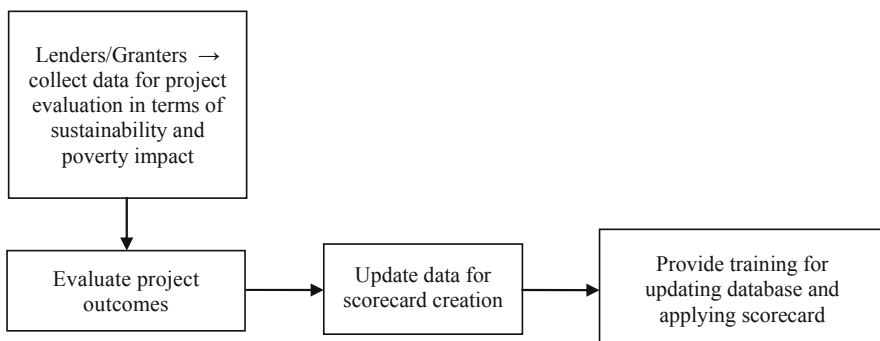 Lenders/Granters →
collect data for project
evaluation in terms of
sustainability and
poverty impact
Evaluate project
outcomes
Update data for
scorecard creation
Provide training for
updating database and
applying scorecard